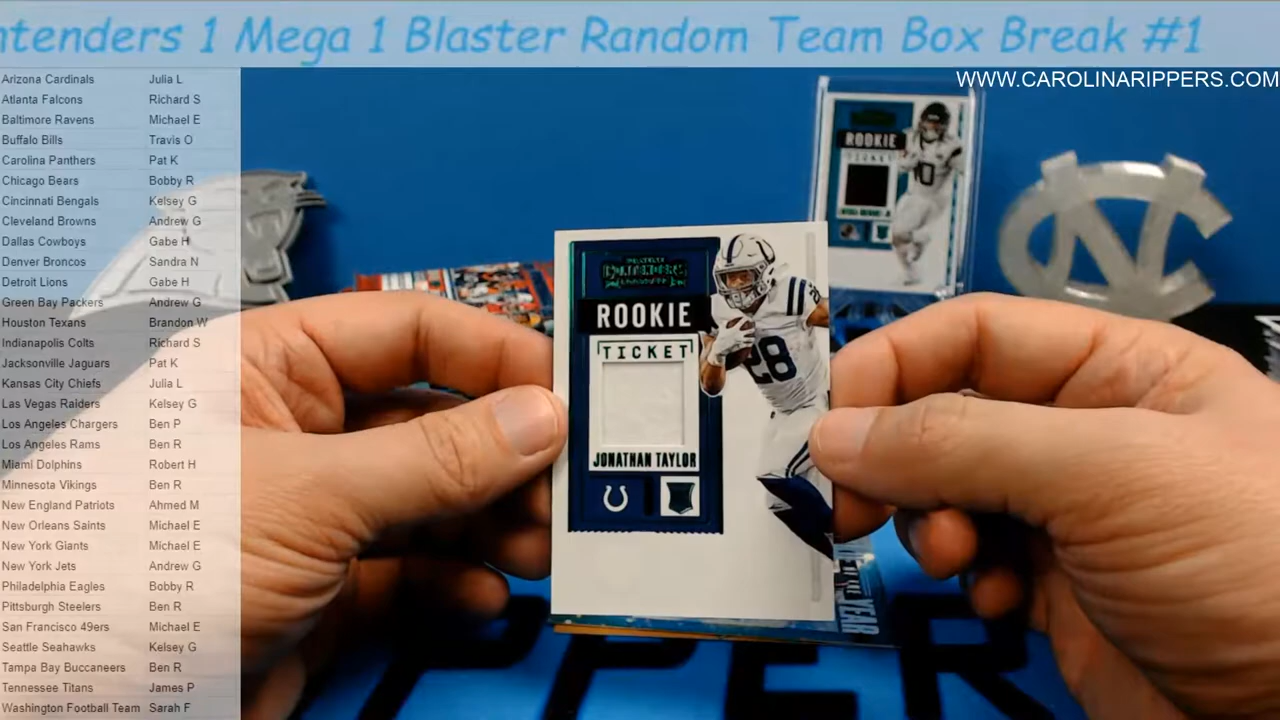 ntenders 1 Mega 1 Blaster Random Team Box Break #1
WWW.CAROLINARIPPERS.COM
Arizona Cardinals Julia L
Atlanta Falcons Richard S
Baltimore Ravens Michael E
Buffalo Bills Travis O
Carolina Panthers Pat K
Chicago Bears Bobby R
Cincinnati Bengals Kelsey G
Cleveland Browns Andrew G
Dallas Cowboys Gabe H
Denver Broncos Sandra N
Detroit Lions Gabe H
Green Bay Packers Andrew G
Houston Texans Brandon W
Indianapolis Colts Richard S
Jacksonville Jaguars Pat K
Kansas City Chiefs Julia L
Las Vegas Raiders Kelsey G
Los Angeles Chargers Ben P
Los Angeles Rams Ben R
Miami Dolphins Robert H
Minnesota Vikings Ben R
New England Patriots Ahmed M
New Orleans Saints Michael E
New York Giants Michael E
New York Jets Andrew G
Philadelphia Eagles Bobby R
Pittsburgh Steelers Ben R
San Francisco 49ers Michael E
Seattle Seahawks Kelsey G
Tampa Bay Buccaneers Ben R
Tennessee Titans James P
Washington Football Team Sarah F
ROOKIE
TICKET
10
CONTENDERS
ROOKIE
TICKET
28
JONATHAN TAYLOR
YEAR
IPPER
NC